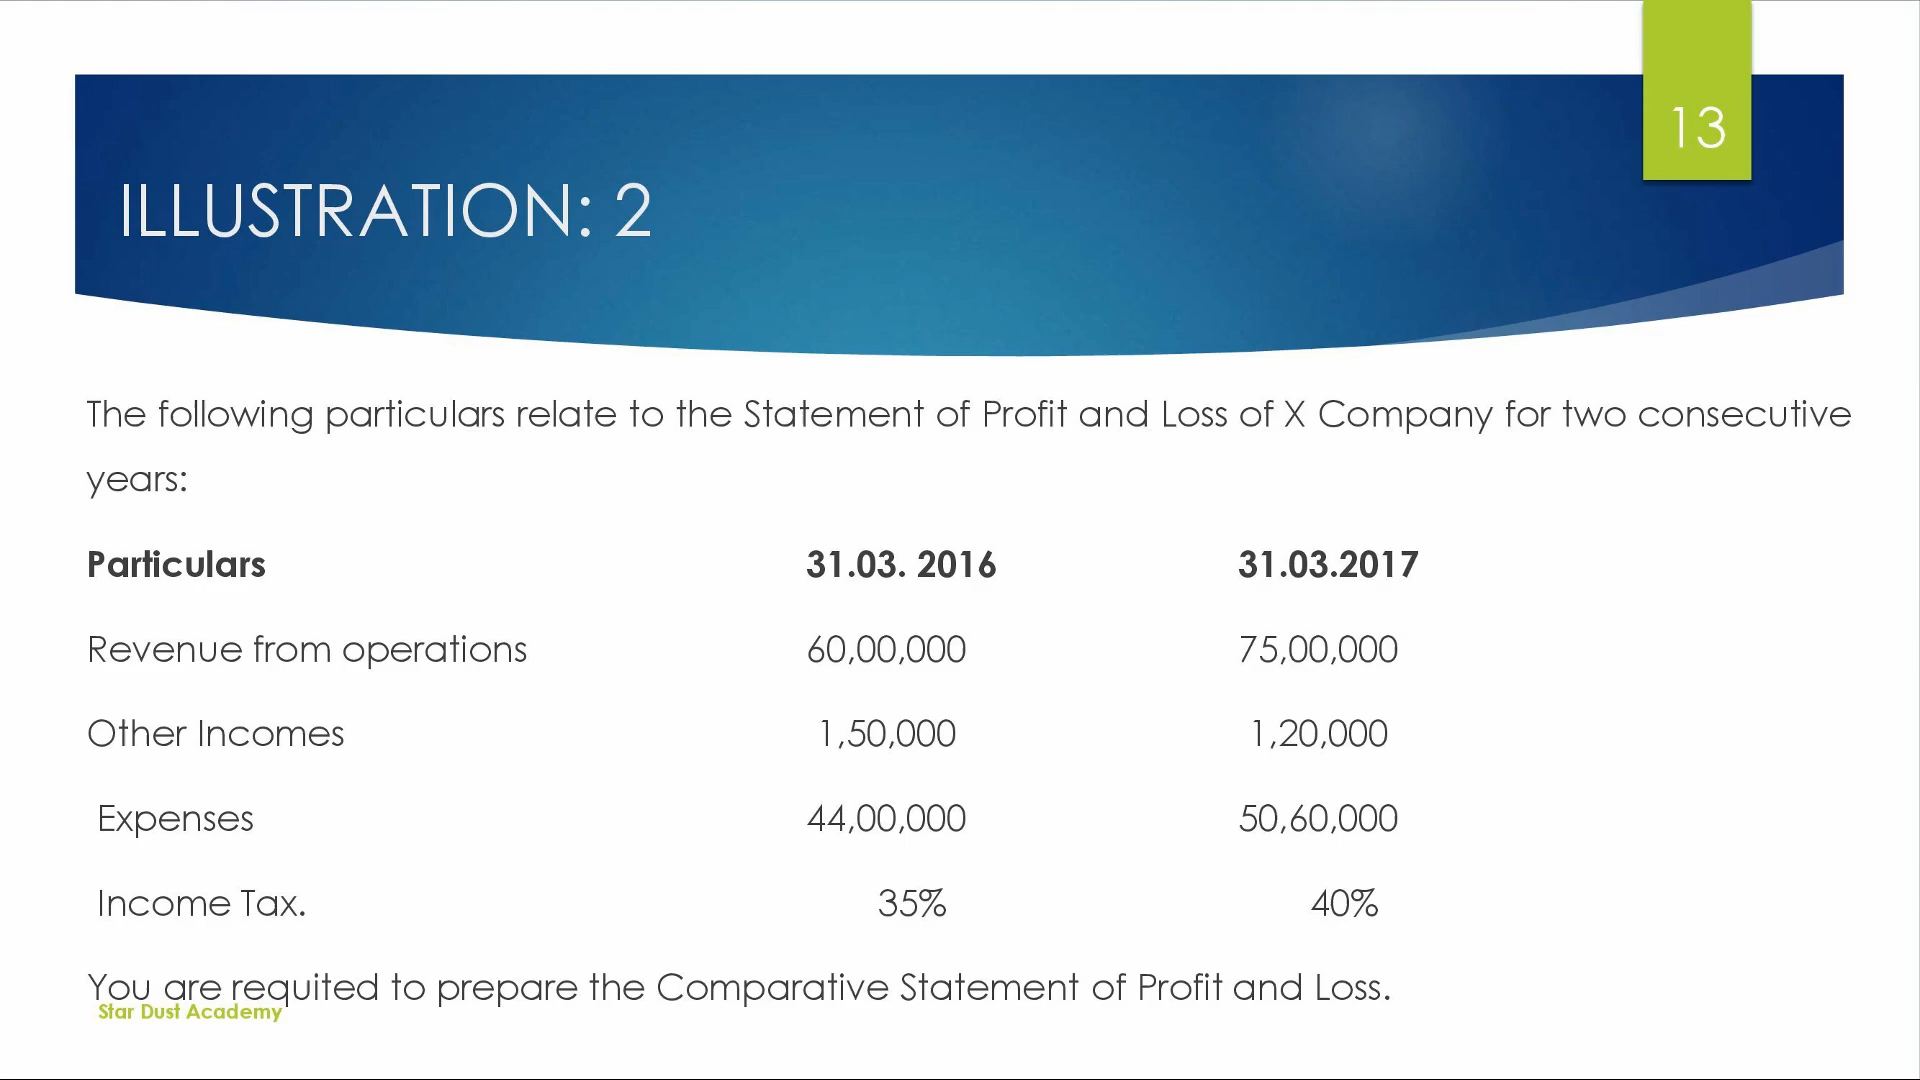 13
ILLUSTRATION: 2
The following particulars relate to the Statement of Profit and Loss of X Company for two consecutive
years:
Particulars 31.03. 2016 31.03.2017
Revenue from operations 60,00,000 75,00,000
Other Incomes 1,50,000 1,20,000
Expenses 44,00,000 50,60,000
Income Tax. 35% 40%
You are requited to prepare the Comparative Statement of Profit and Loss.
Star Dust Academy